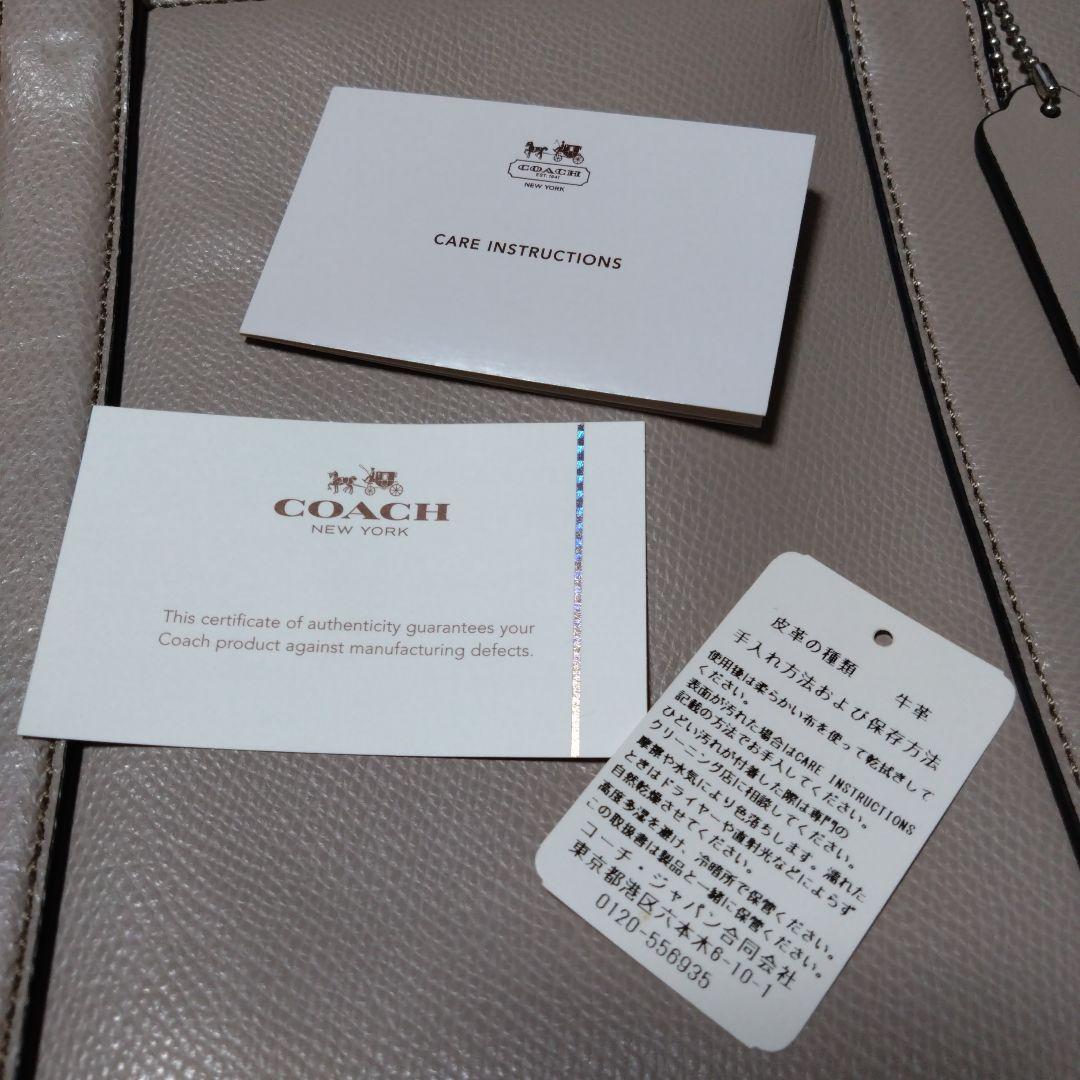 COACH
EST. 1941
NEW YORK
CARE INSTRUCTIONS
COACH
NEW YORK
This certificate of authenticity guarantees your
Coach product against manufacturing defects.
皮革の種類 牛革
手入れ方法および保存方法
使用後は柔らかい布を使って乾拭きして
ください。
表面が汚れた場合はCARE INSTRUCTIONS
記載の方法でお手入してください。
ひどい汚れが付着した際は専門の
クリーニング店に相談してください。
摩擦や水気により色落ちします。濡れた
ときはドライヤーや直射光などによらず
自然乾燥させてください。
高度多湿を避け、冷暗所で保管ください。
この取扱書は製品と一緒に保管ください。
コーチ・ジャパン合同会社
東京都港区六本木6-10-1
0120-556935